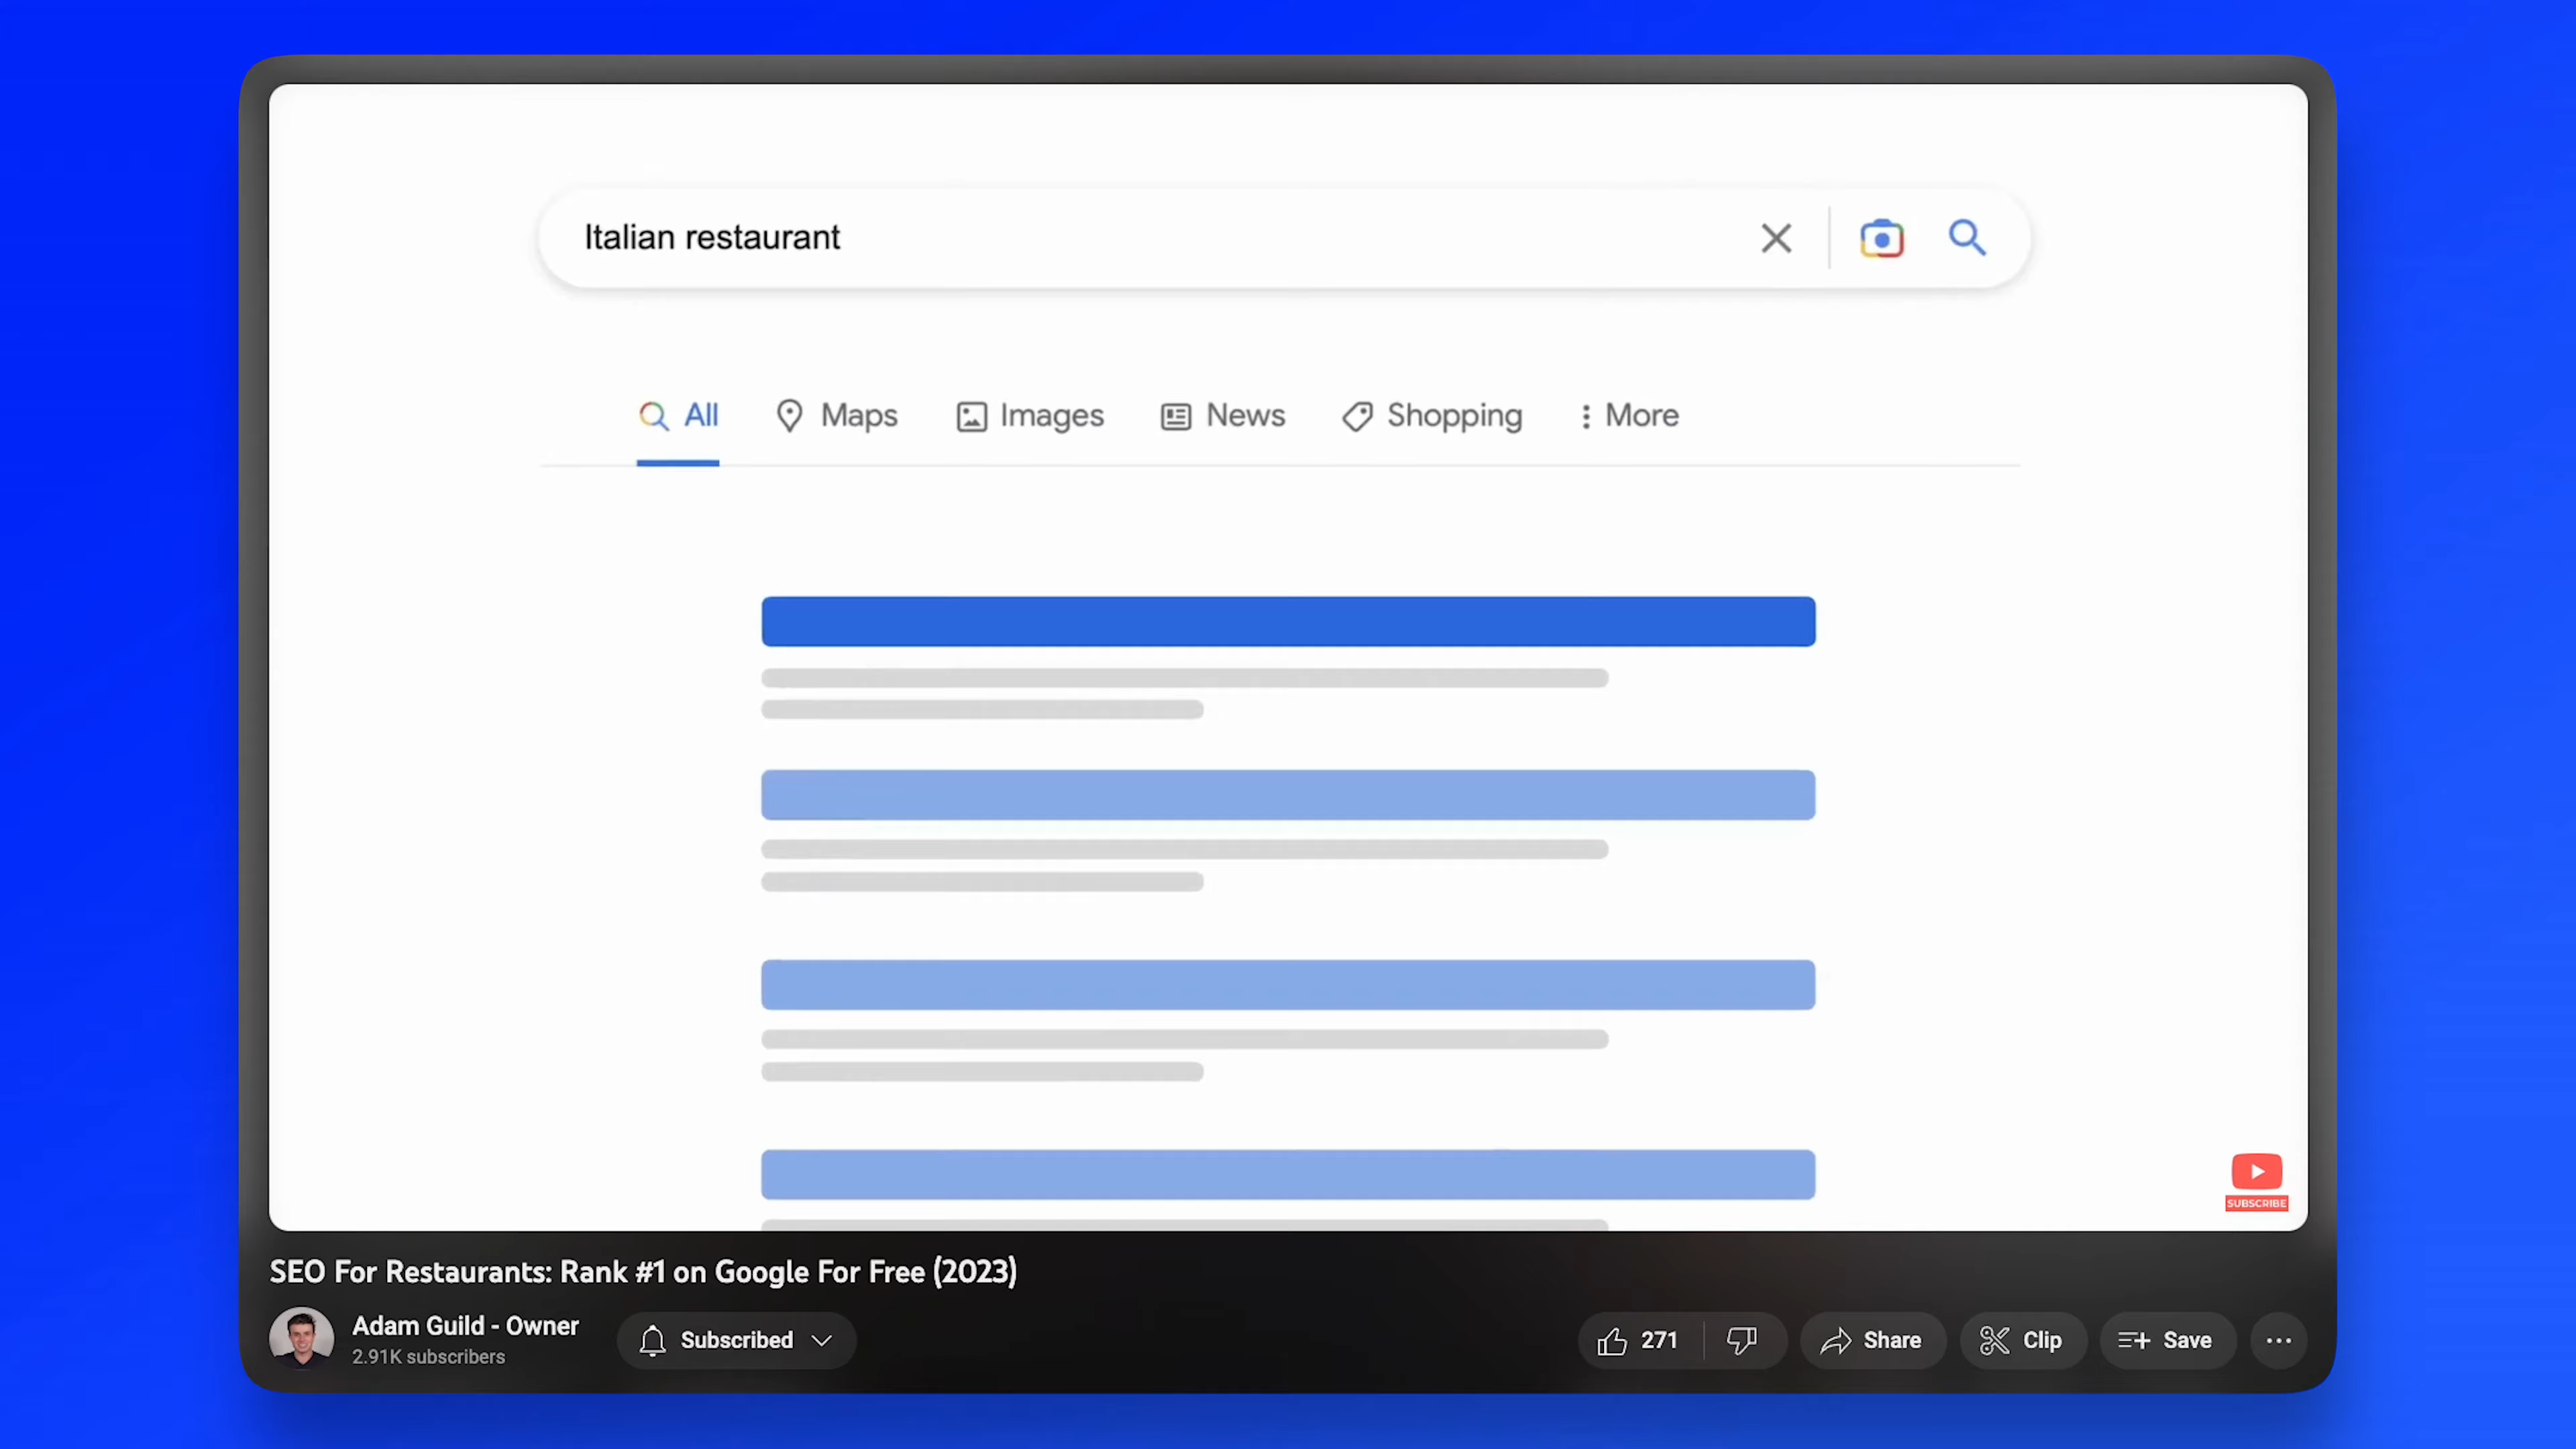 Italian restaurant
All Maps Images News Shopping More
SUBSCRIBE
SEO For Restaurants: Rank #1 on Google For Free (2023)
Adam Guild - Owner
2.91K subscribers
Subscribed
271 Share Clip Save